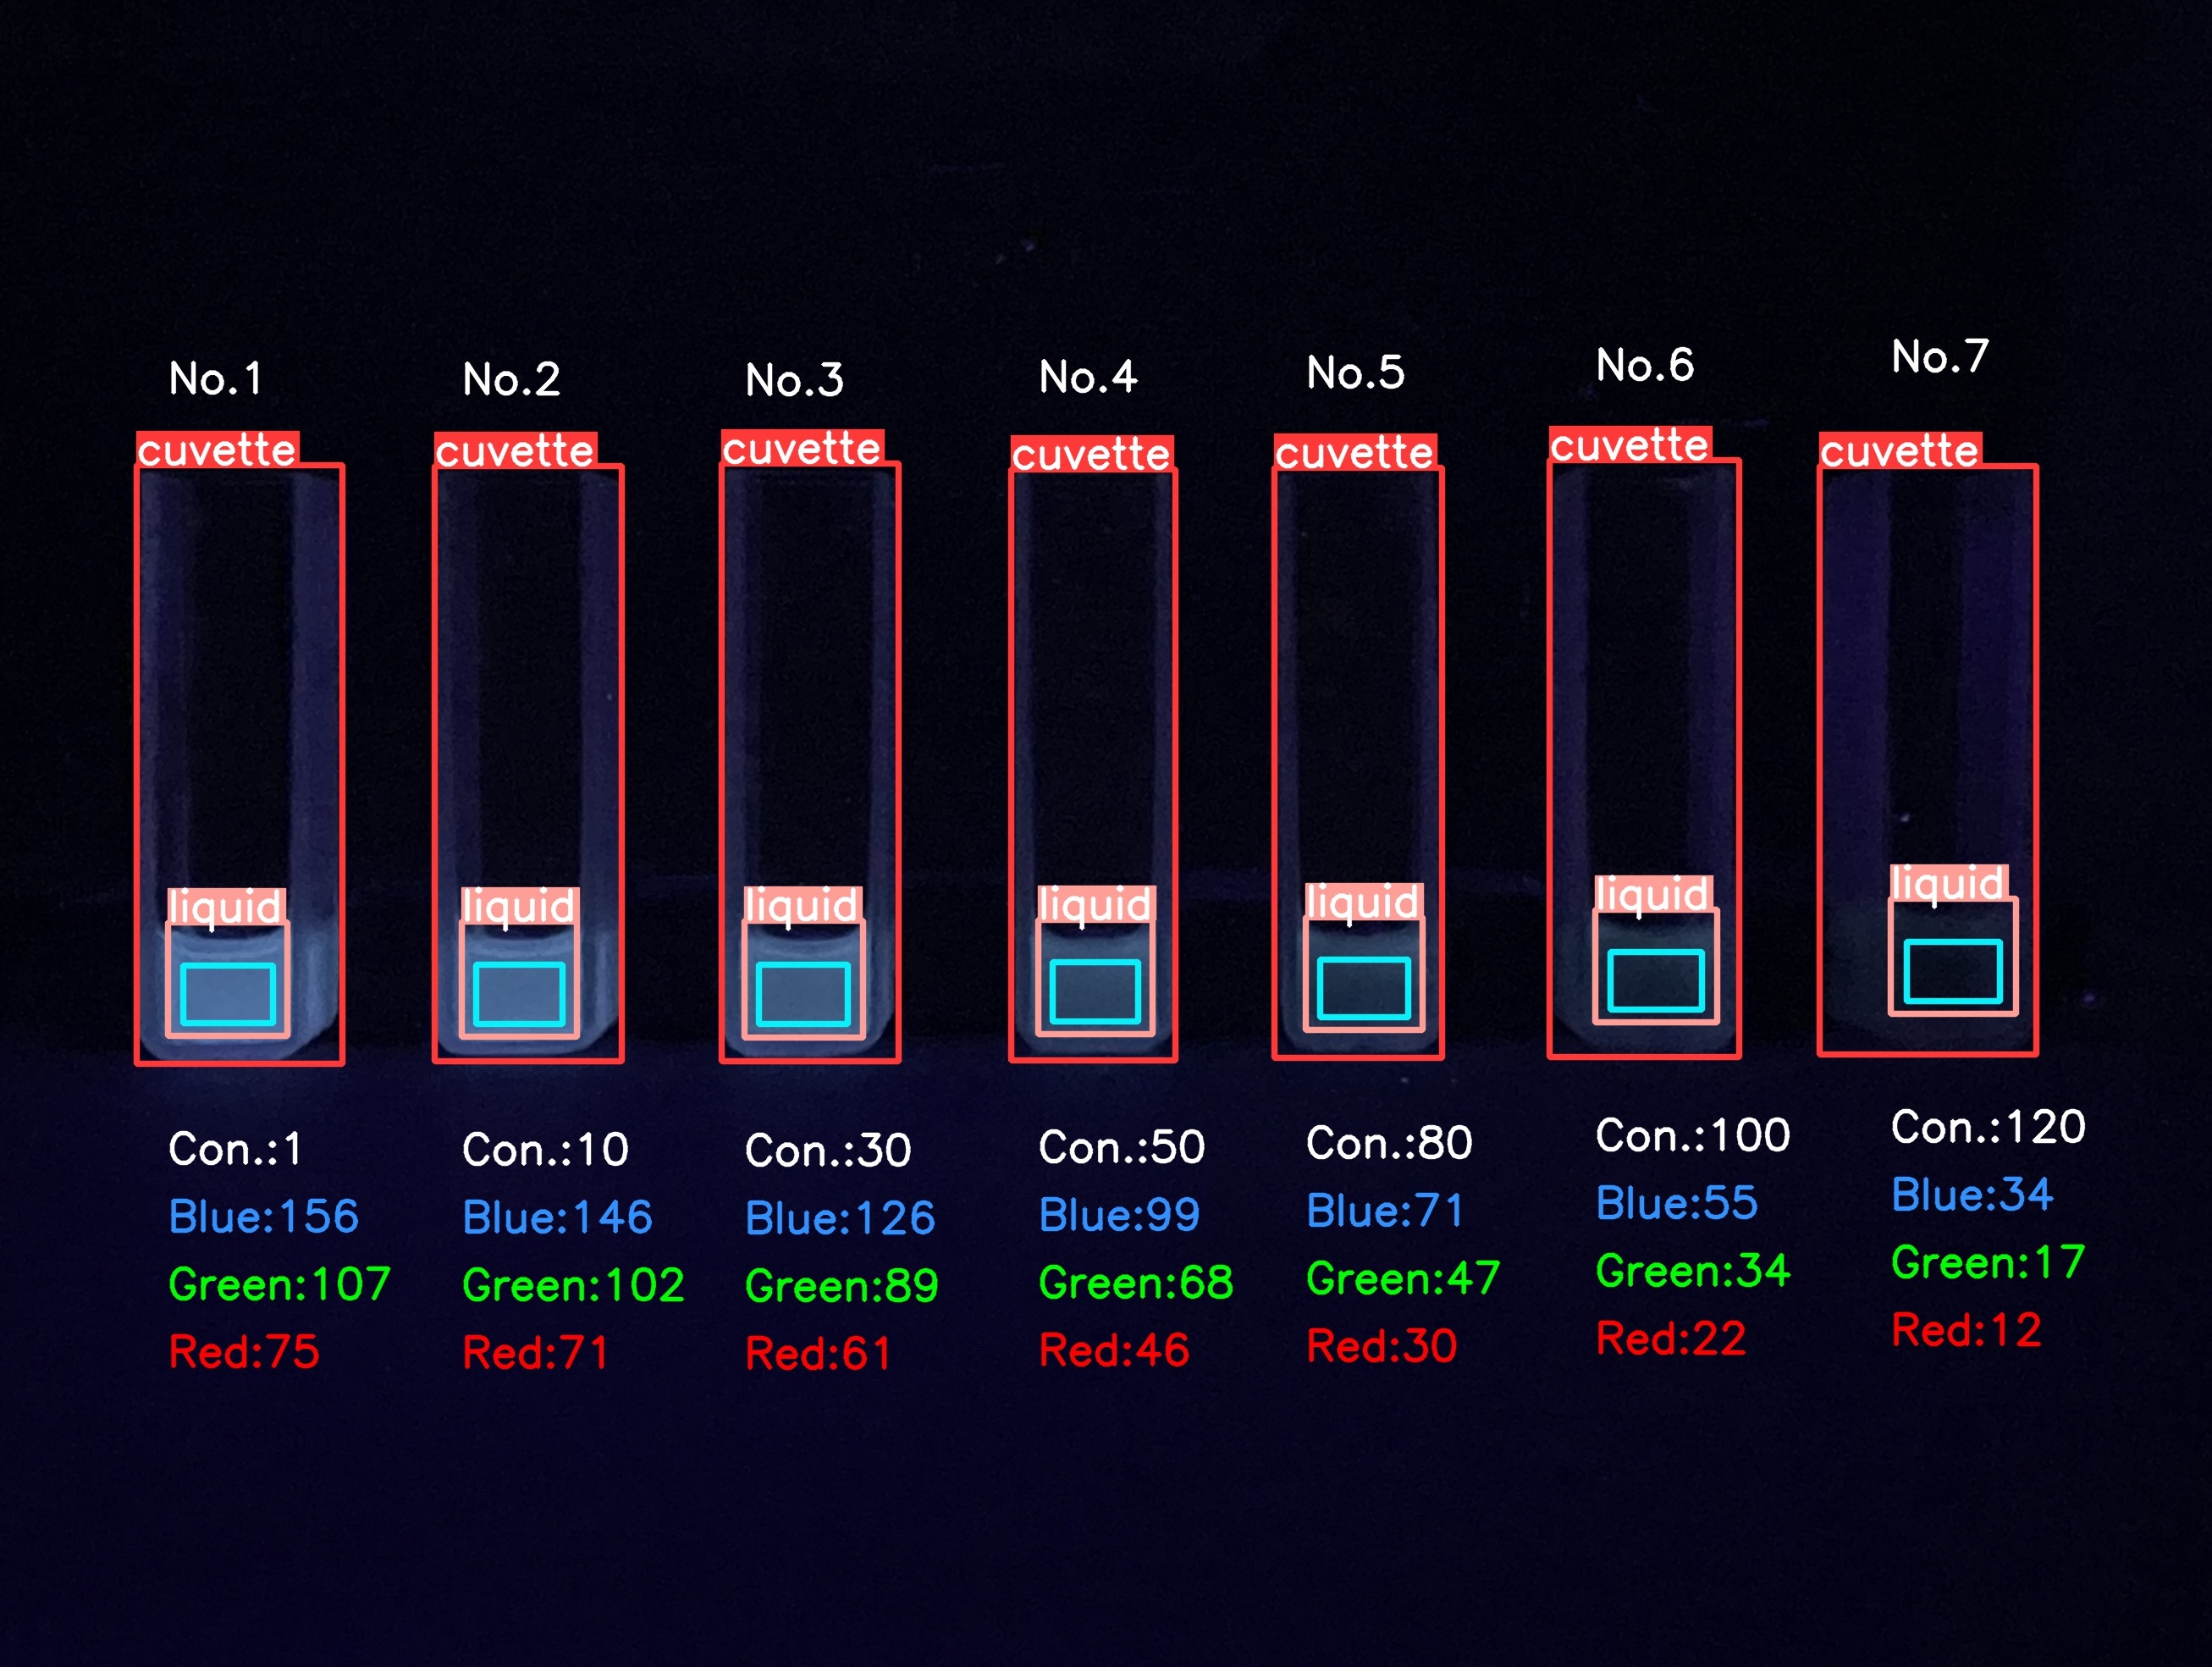 No.1 No.2 No.3 No.4 No.5 No.6 No.7
cuvette cuvette cuvette cuvette cuvette cuvette cuvette
liquid liquid liquid liquid liquid liquid liquid
Con.:1 Con.:10 Con.:30 Con.:50 Con.:80 Con.:100 Con.:120
Blue:156 Blue:146 Blue:126 Blue:99 Blue:71 Blue:55 Blue:34
Green:107 Green:102 Green:89 Green:68 Green:47 Green:34 Green:17
Red:75 Red:71 Red:61 Red:46 Red:30 Red:22 Red:12